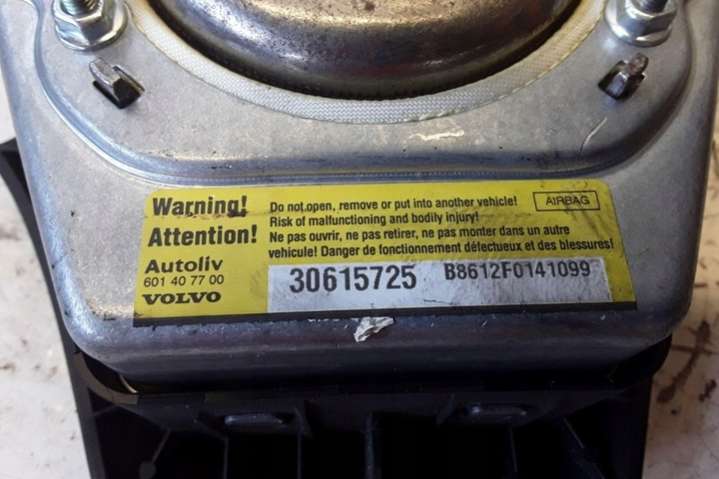 Warning!
Attention!
Do not open, remove or put into another vehicle!
Risk of malfunctioning and bodily injury!
Ne pas ouvrir, ne pas retirer, ne pas monter dans un autre
vehicule! Danger de fonctionnement défectueux et des blessures!
AIRBAG
Autoliv
601 40 77 00
VOLVO
30615725
B8612F0141099